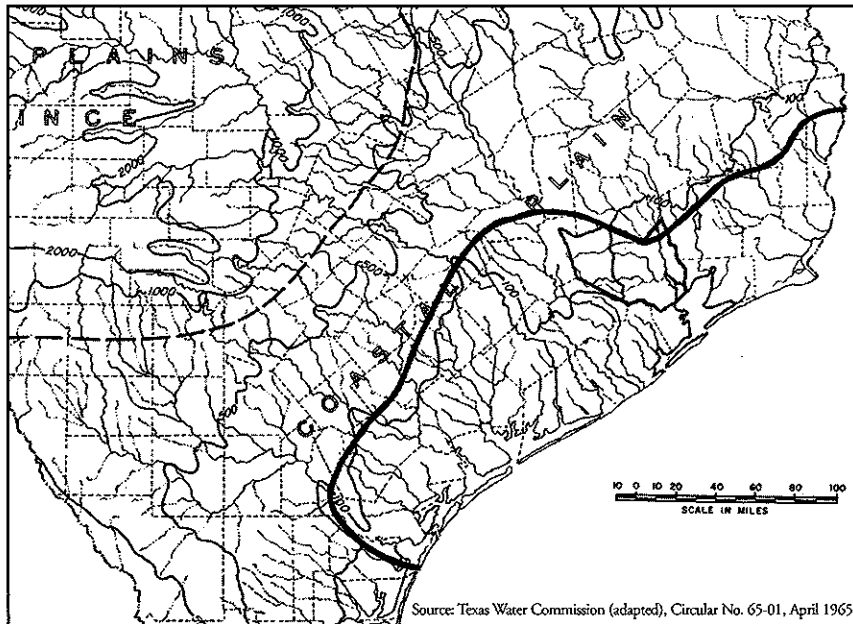 PLAINS
INCE
COASTAL PLAIN
1000
2000
2000
1000
500
500
100
100
100
100
10 0 10 20 40 60 80 100
SCALE IN MILES
Source: Texas Water Commission (adapted), Circular No. 65-01, April 1965